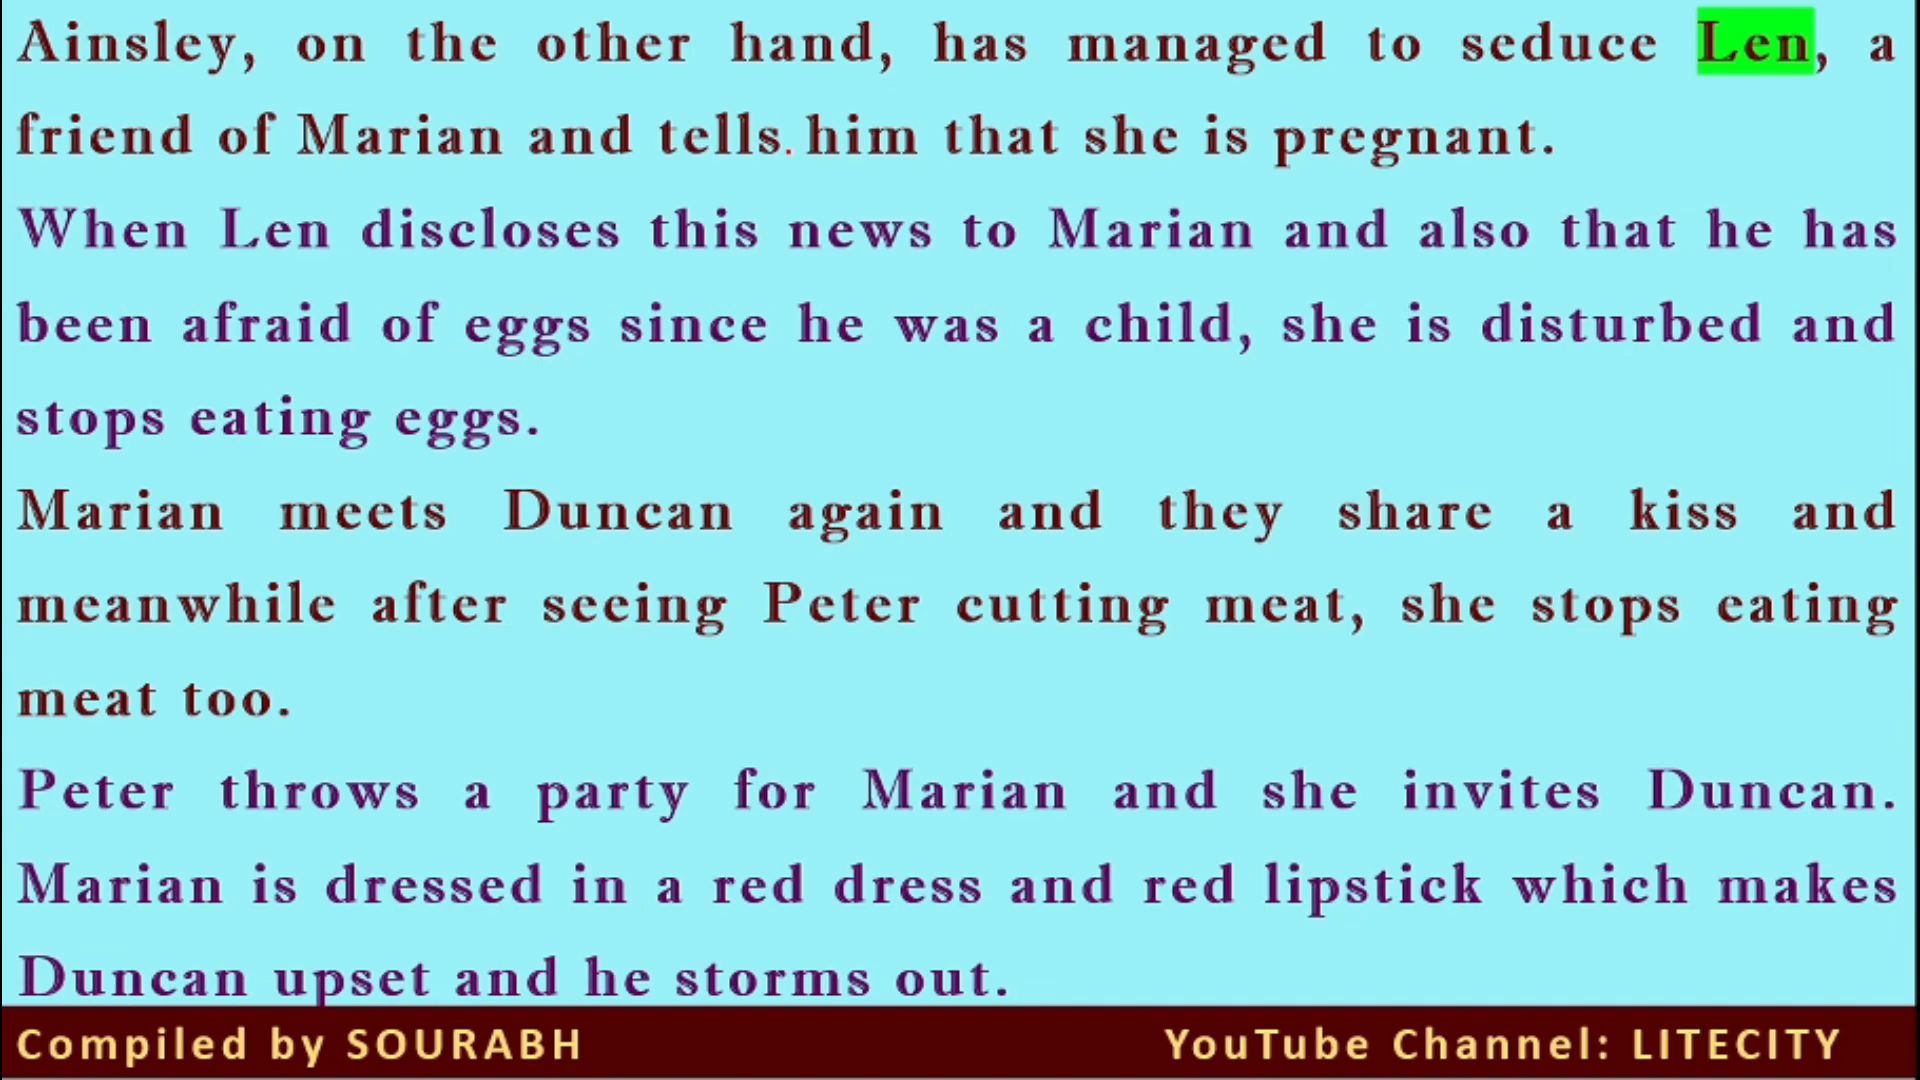 Ainsley, on the other hand, has managed to seduce Len, a
friend of Marian and tells him that she is pregnant.
When Len discloses this news to Marian and also that he has
been afraid of eggs since he was a child, she is disturbed and
stops eating eggs.
Marian meets Duncan again and they share a kiss and
meanwhile after seeing Peter cutting meat, she stops eating
meat too.
Peter throws a party for Marian and she invites Duncan.
Marian is dressed in a red dress and red lipstick which makes
Duncan upset and he storms out.
Compiled by SOURABH YouTube Channel: LITECITY